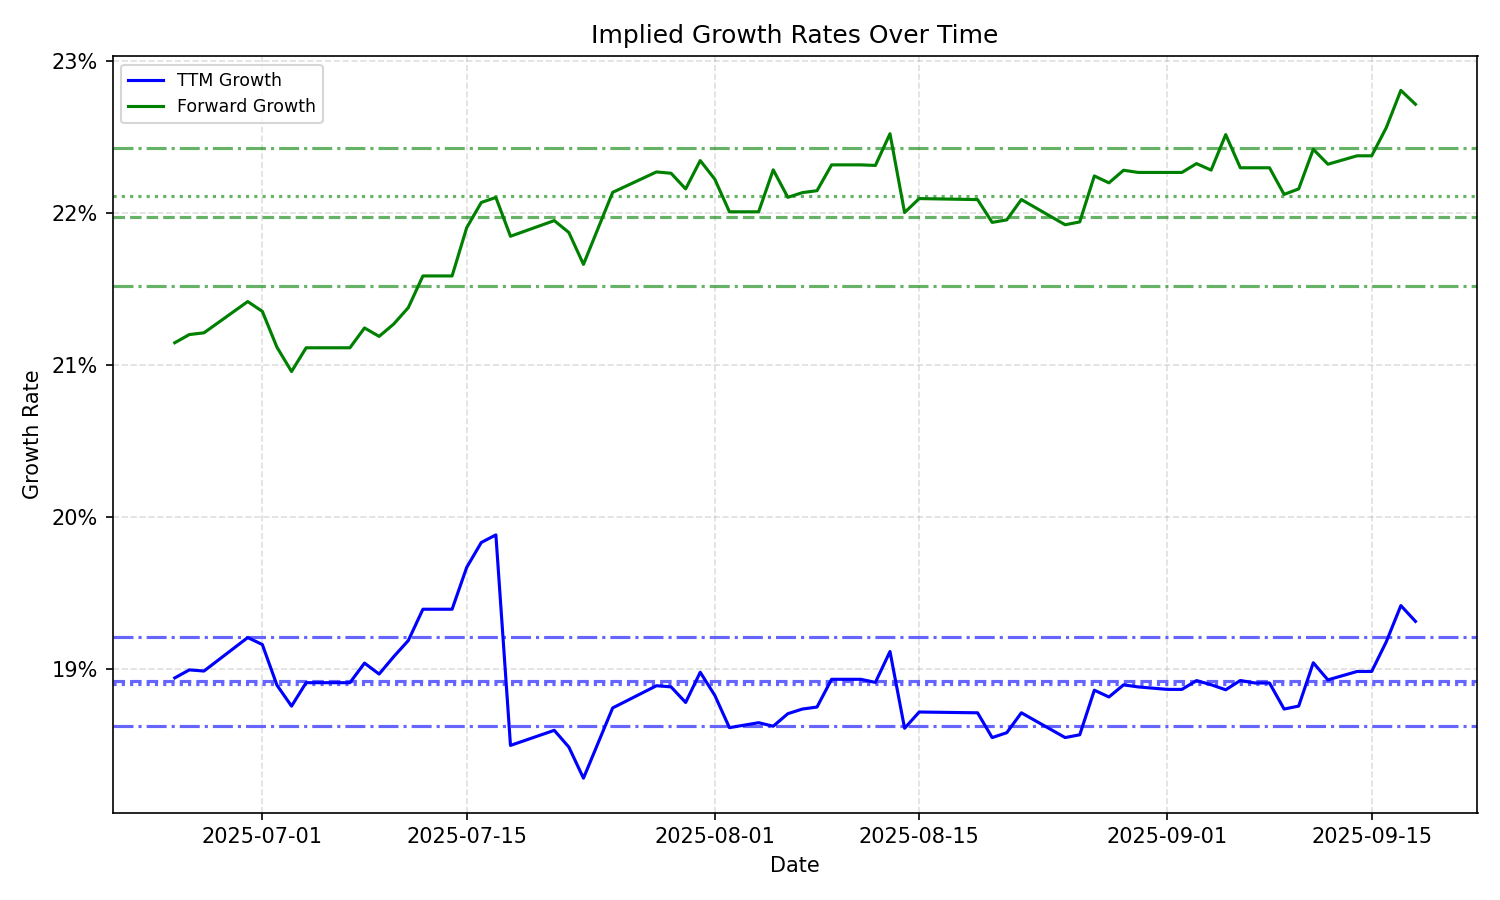 Implied Growth Rates Over Time
TTM Growth
Forward Growth
23%
22%
21%
20%
19%
Growth Rate
2025-07-01
2025-07-15
2025-08-01
2025-08-15
2025-09-01
2025-09-15
Date